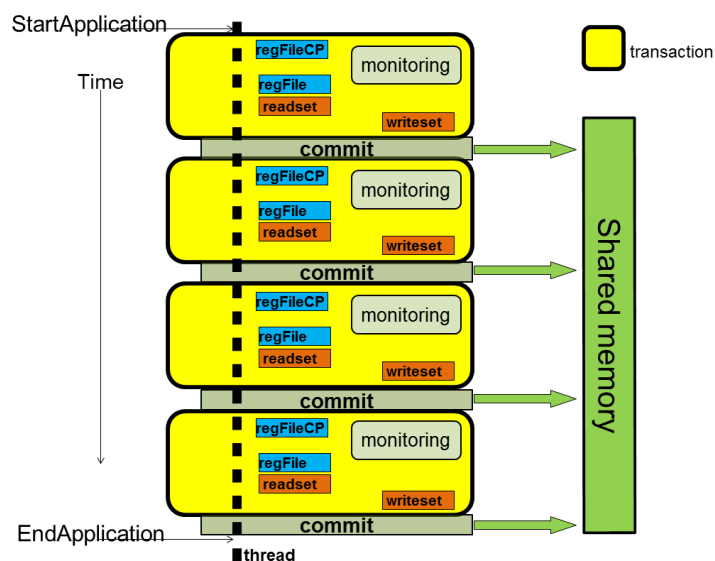 StartApplication
transaction
Time
regFileCP
monitoring
regFile
readset
writeset
commit
regFileCP
monitoring
regFile
readset
writeset
commit
regFileCP
monitoring
regFile
readset
writeset
commit
regFileCP
monitoring
regFile
readset
writeset
commit
Shared memory
EndApplication
thread